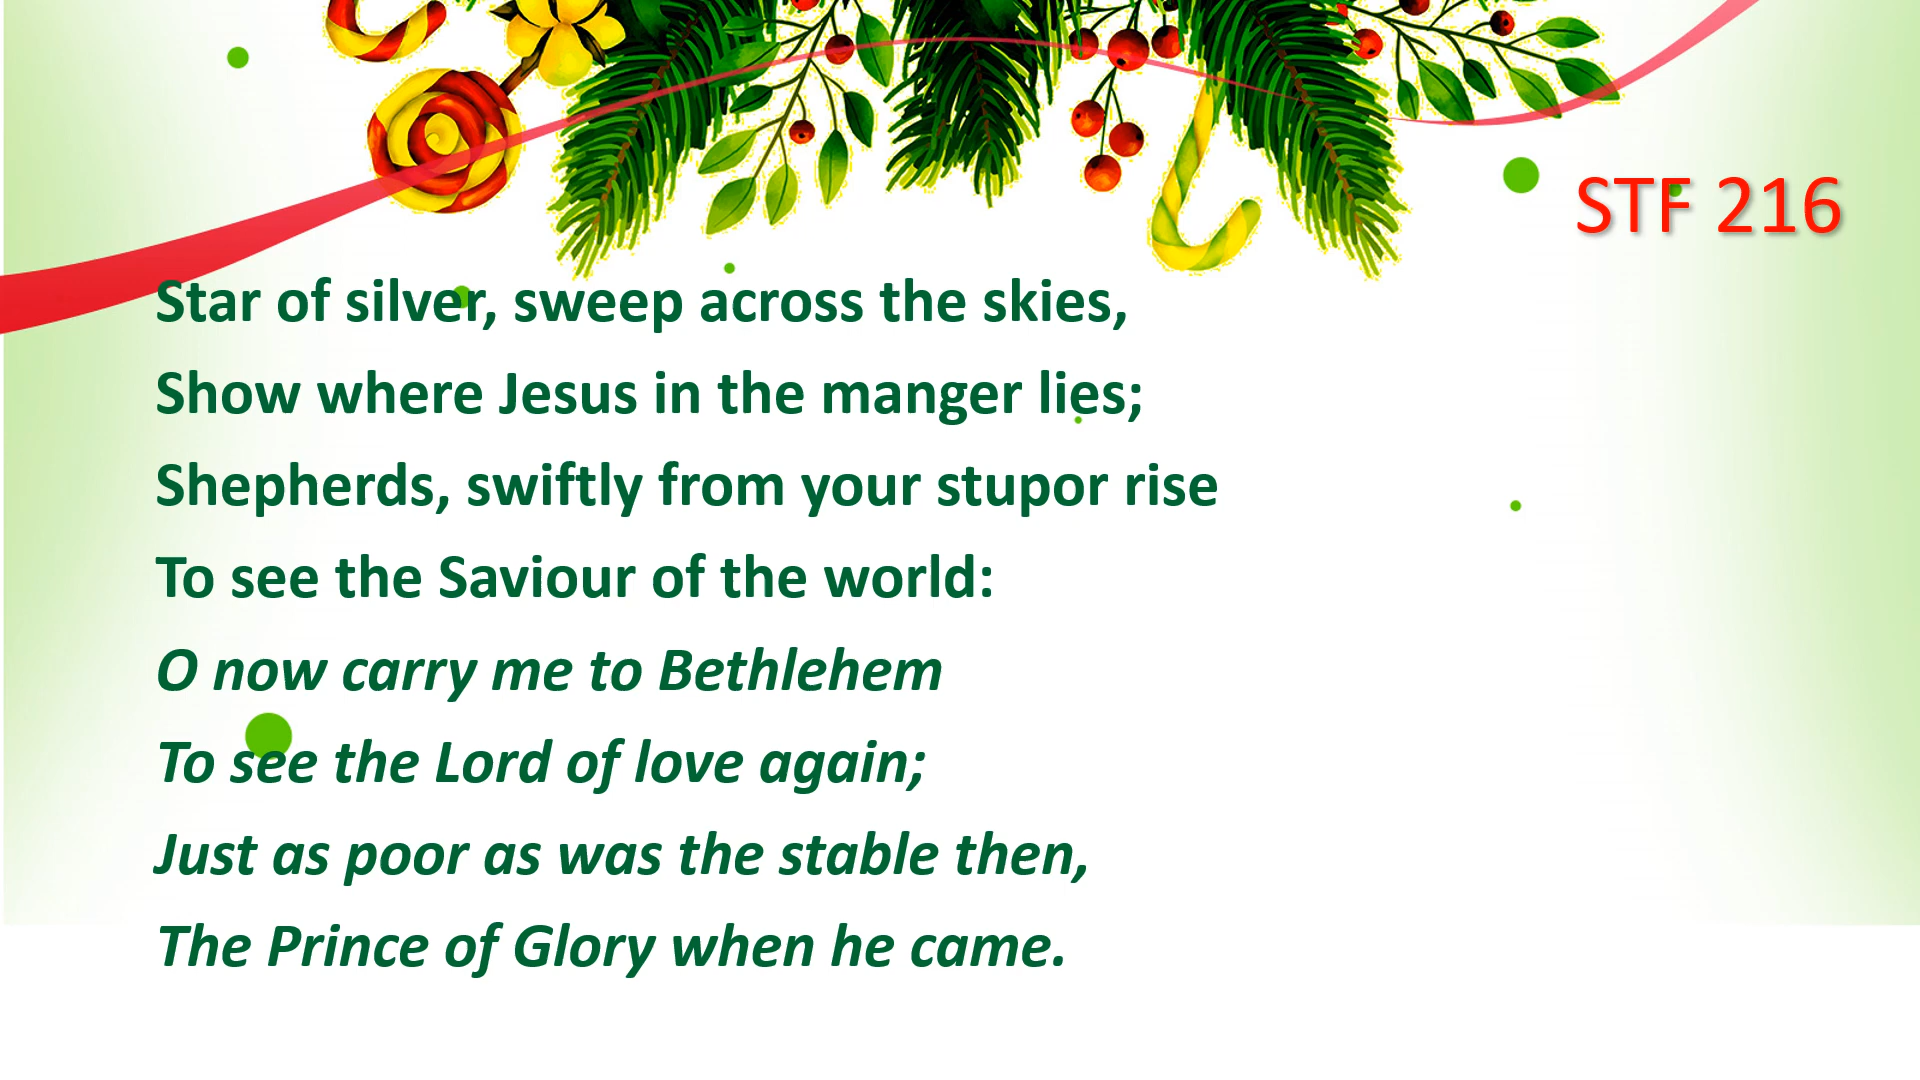 STF 216
Star of silver, sweep across the skies,
Show where Jesus in the manger lies;
Shepherds, swiftly from your stupor rise
To see the Saviour of the world:
O now carry me to Bethlehem
To see the Lord of love again;
Just as poor as was the stable then,
The Prince of Glory when he came.